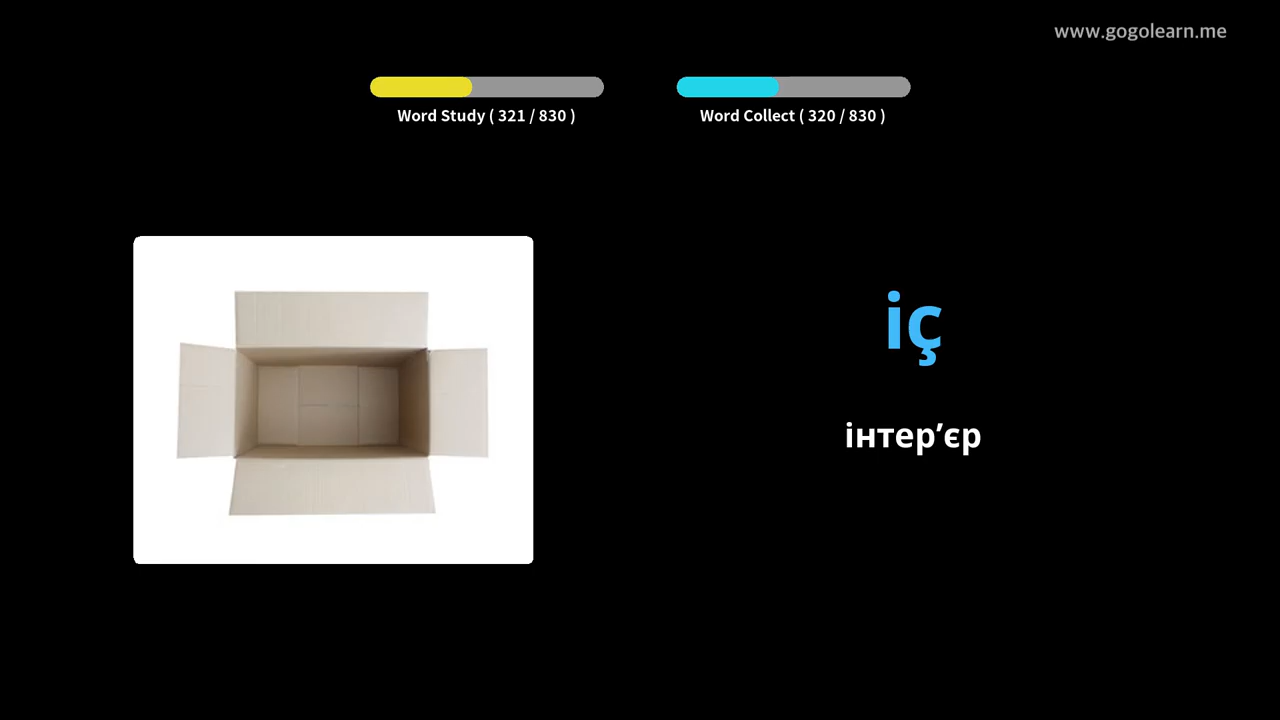 www.gogolearn.me
Word Study ( 321 / 830 )
Word Collect ( 320 / 830 )
iç
інтер’єр